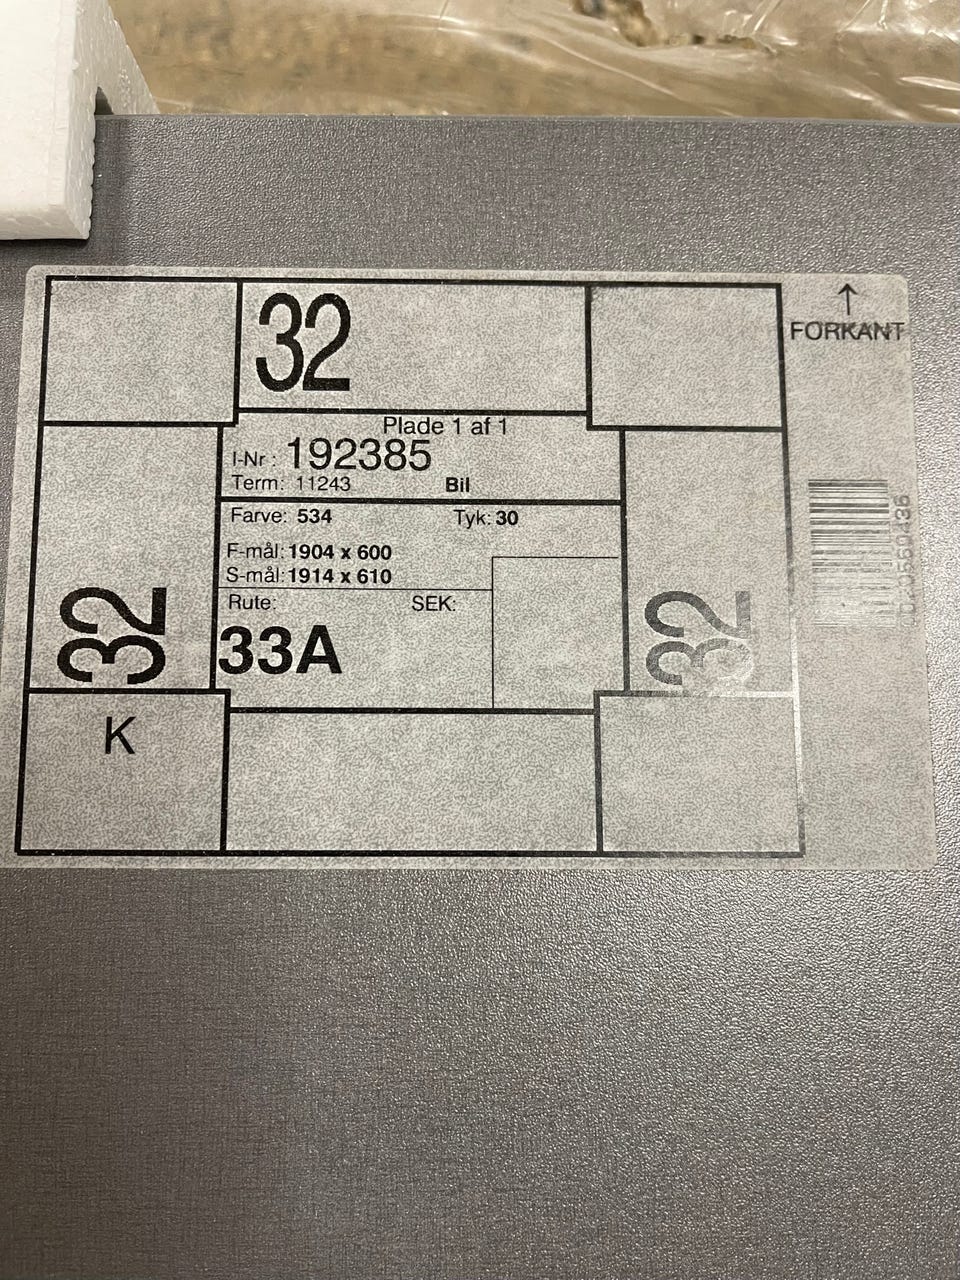 32
FORKANT
Plade 1 af 1
I-Nr : 192385
Term: 11243 Bil
Farve: 534 Tyk: 30
F-mål: 1904 x 600
S-mål: 1914 x 610
Rute: SEK:
33A
32
32
K